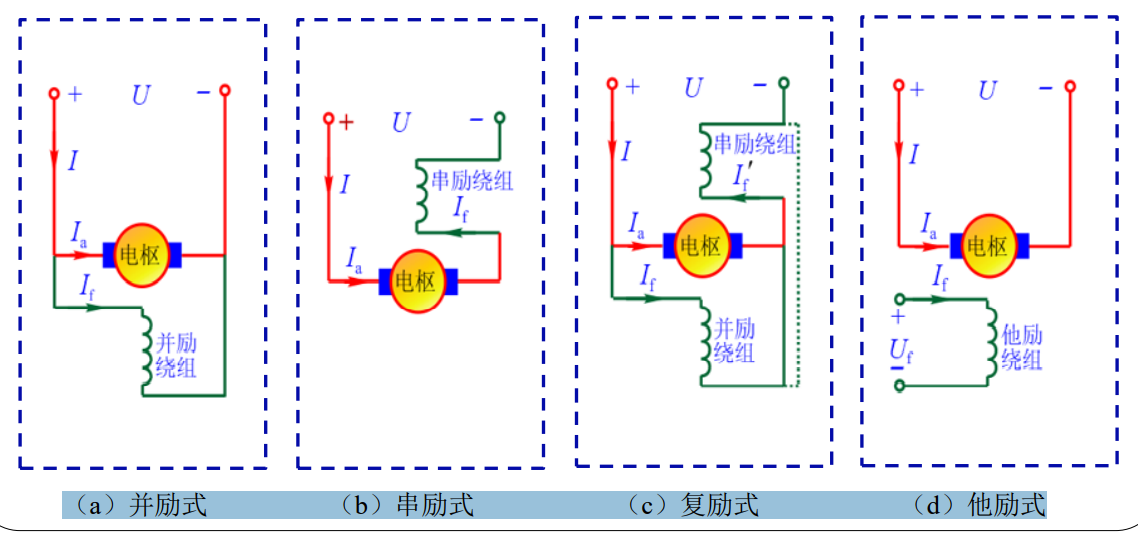 + U −
I
I_a
电枢
I_f
并励
绕组
(a)并励式
+ U −
串励绕组
I
I_f
I_a
电枢
(b)串励式
+ U −
串励绕组
I
I_f′
I_a
电枢
I_f
并励
绕组
(c)复励式
+ U −
I
I_a
电枢
I_f
+
U_f
−
他励
绕组
(d)他励式